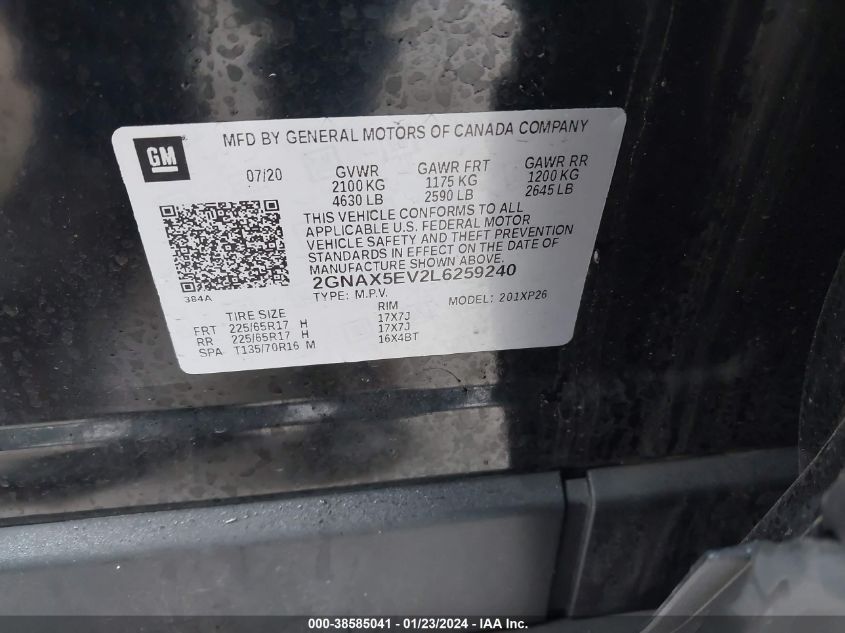 GM
MFD BY GENERAL MOTORS OF CANADA COMPANY
07/20
GVWR GAWR FRT GAWR RR
2100 KG 1175 KG 1200 KG
4630 LB 2590 LB 2645 LB
THIS VEHICLE CONFORMS TO ALL
APPLICABLE U.S. FEDERAL MOTOR
VEHICLE SAFETY AND THEFT PREVENTION
STANDARDS IN EFFECT ON THE DATE OF
MANUFACTURE SHOWN ABOVE.
384A
2GNAX5EV2L6259240
TYPE: M.P.V. MODEL: 201XP26
TIRE SIZE RIM
FRT 225/65R17 H 17X7J
RR 225/65R17 H 17X7J
SPA T135/70R16 M 16X4BT
000-38585041 - 01/23/2024 - IAA Inc.